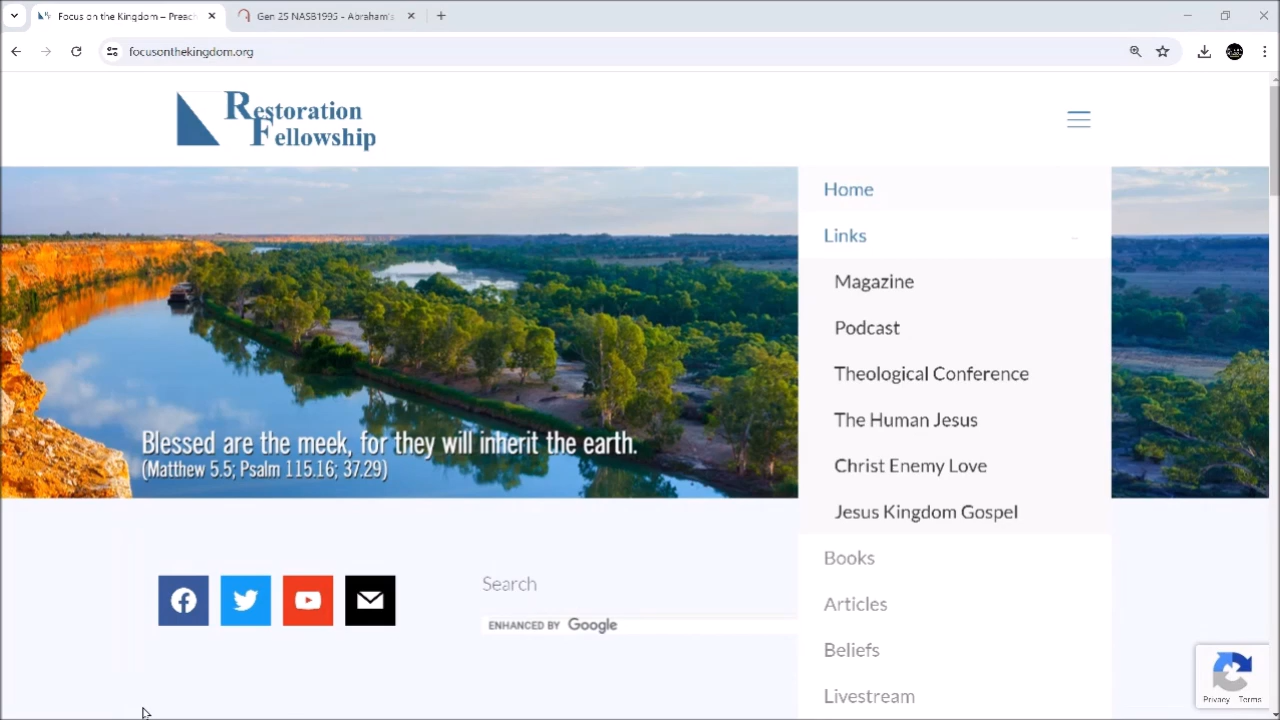 Focus on the Kingdom – Preach
Gen 25 NASB1995 - Abraham's
focusonthekingdom.org
Restoration
Fellowship
Home
Links
Magazine
Podcast
Theological Conference
The Human Jesus
Christ Enemy Love
Jesus Kingdom Gospel
Books
Articles
Beliefs
Livestream
Blessed are the meek, for they will inherit the earth.
(Matthew 5.5; Psalm 115.16; 37.29)
Search
ENHANCED BY Google
Privacy - Terms